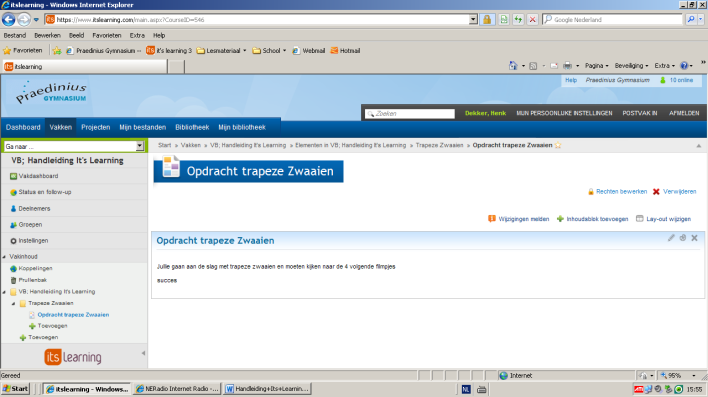 itslearning - Windows Internet Explorer
https://www.itslearning.com/main.aspx?CourseID=546
Google Nederland
Bestand Bewerken Beeld Favorieten Extra Help
Favorieten Praedinius Gymnasium - it's learning 3 Lesmateriaal School Webmail Hotmail
itslearning
Pagina Beveiliging Extra
Help Praedinius Gymnasium 10 online
Praedinius
GYMNASIUM
Zoeken Dekker, Henk MIJN PERSOONLIJKE INSTELLINGEN POSTVAK IN AFMELDEN
Dashboard Vakken Projecten Mijn bestanden Bibliotheek Mijn bibliotheek
Ga naar ...
Start » Vakken » VB; Handleiding It's Learning » Elementen in VB; Handleiding It's Learning » Trapeze Zwaaien » Opdracht trapeze Zwaaien
VB; Handleiding It's Learning
Vakdashboard
Status en follow-up
Deelnemers
Groepen
Instellingen
Vakinhoud
Koppelingen
Prullenbak
VB; Handleiding It's Learning
Trapeze Zwaaien
Opdracht trapeze Zwaaien
Toevoegen
Toevoegen
its learning
Opdracht trapeze Zwaaien
Rechten bewerken Verwijderen
Wijzigingen melden Inhoudsblok toevoegen Lay-out wijzigen
Opdracht trapeze Zwaaien
Jullie gaan aan de slag met trapeze zwaaien en moeten kijken naar de 4 volgende filmpjes
succes
Gereed Internet 95%
Start itslearning - Windows... NERadio Internet Radio -... Handleiding+Its+Learnin... NL 15:55